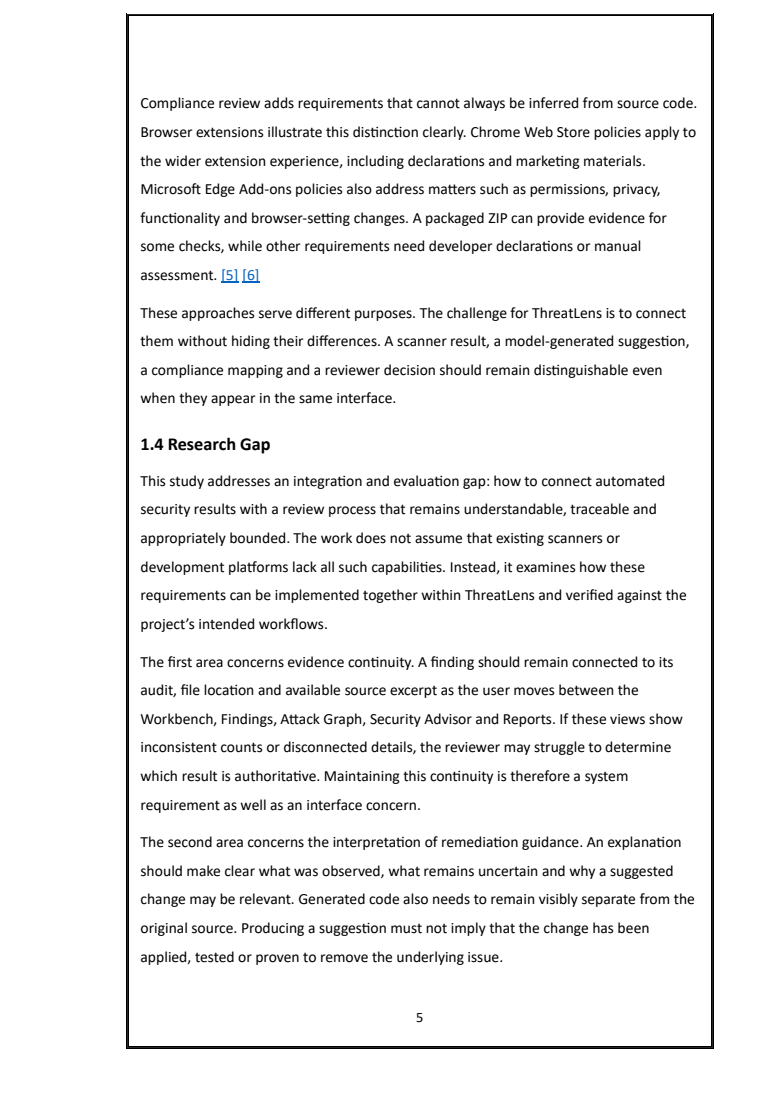 Compliance review adds requirements that cannot always be inferred from source code.
Browser extensions illustrate this distinction clearly. Chrome Web Store policies apply to
the wider extension experience, including declarations and marketing materials.
Microsoft Edge Add-ons policies also address matters such as permissions, privacy,
functionality and browser-setting changes. A packaged ZIP can provide evidence for
some checks, while other requirements need developer declarations or manual
assessment. [5] [6]
These approaches serve different purposes. The challenge for ThreatLens is to connect
them without hiding their differences. A scanner result, a model-generated suggestion,
a compliance mapping and a reviewer decision should remain distinguishable even
when they appear in the same interface.
1.4 Research Gap
This study addresses an integration and evaluation gap: how to connect automated
security results with a review process that remains understandable, traceable and
appropriately bounded. The work does not assume that existing scanners or
development platforms lack all such capabilities. Instead, it examines how these
requirements can be implemented together within ThreatLens and verified against the
project’s intended workflows.
The first area concerns evidence continuity. A finding should remain connected to its
audit, file location and available source excerpt as the user moves between the
Workbench, Findings, Attack Graph, Security Advisor and Reports. If these views show
inconsistent counts or disconnected details, the reviewer may struggle to determine
which result is authoritative. Maintaining this continuity is therefore a system
requirement as well as an interface concern.
The second area concerns the interpretation of remediation guidance. An explanation
should make clear what was observed, what remains uncertain and why a suggested
change may be relevant. Generated code also needs to remain visibly separate from the
original source. Producing a suggestion must not imply that the change has been
applied, tested or proven to remove the underlying issue.
5